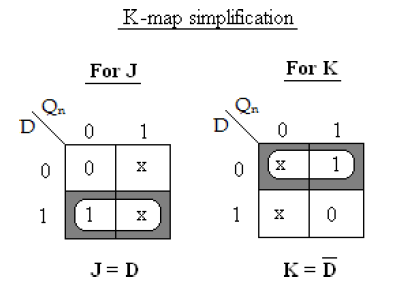 K-map simplification
For J
For K
Qn
D
0 1
0 0 x
1 1 x
J = D
Qn
D
0 1
0 x 1
1 x 0
K = D̅